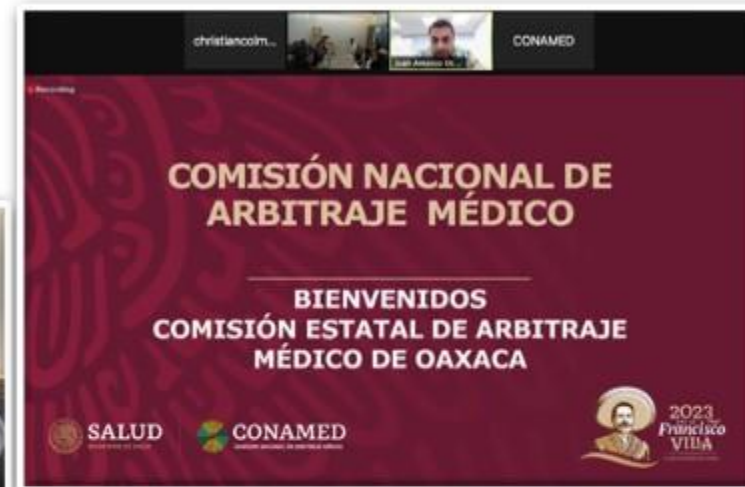 christiancolm...
CONAMED
Recording
COMISIÓN NACIONAL DE
ARBITRAJE MÉDICO
BIENVENIDOS
COMISIÓN ESTATAL DE ARBITRAJE
MÉDICO DE OAXACA
SALUD
CONAMED
2023
Francisco
VILLA